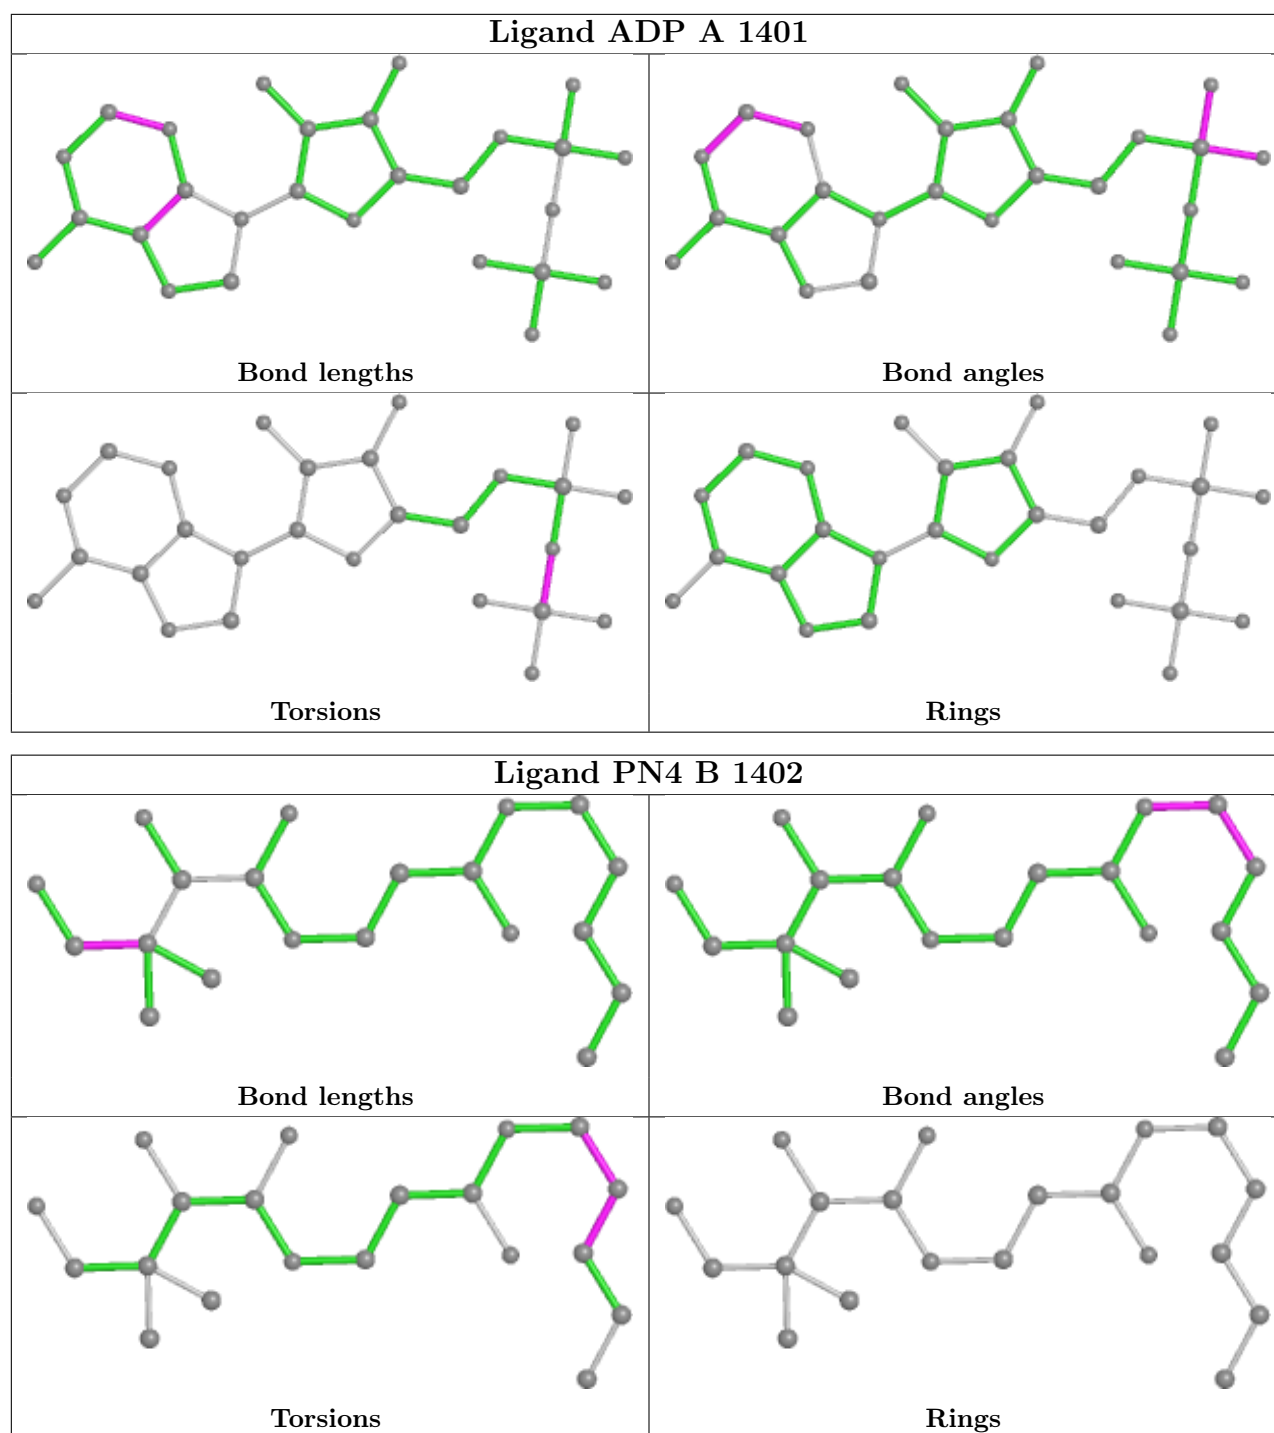 Ligand ADP A 1401
Bond lengths
Bond angles
Torsions
Rings
Ligand PN4 B 1402
Bond lengths
Bond angles
Torsions
Rings